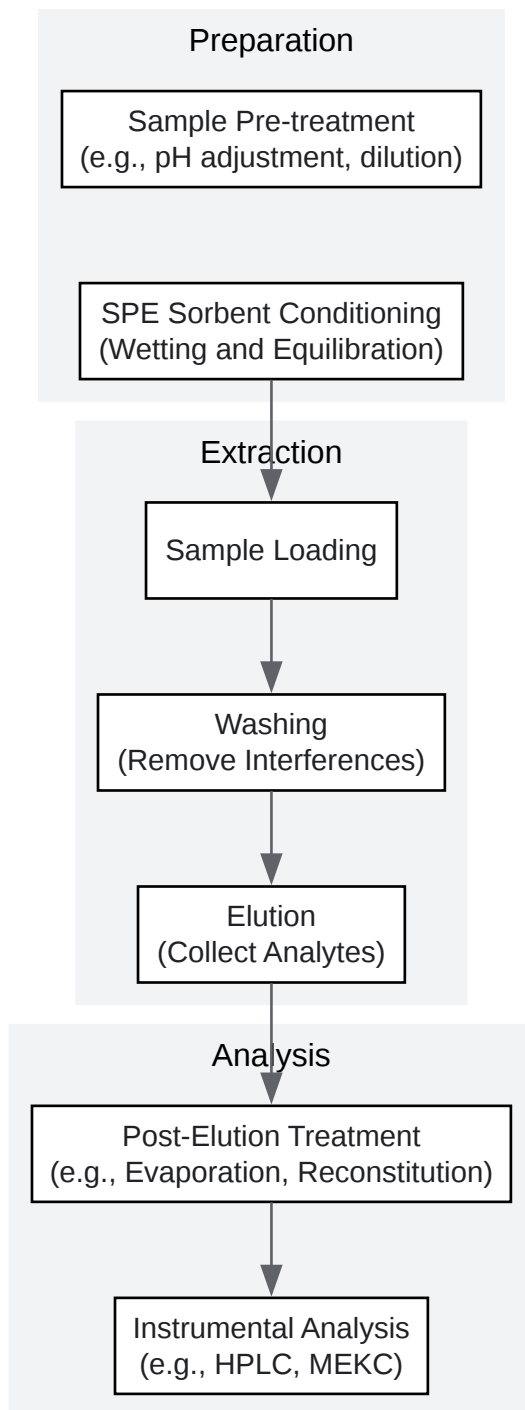 Preparation
Sample Pre-treatment
(e.g., pH adjustment, dilution)
SPE Sorbent Conditioning
(Wetting and Equilibration)
Extraction
Sample Loading
Washing
(Remove Interferences)
Elution
(Collect Analytes)
Analysis
Post-Elution Treatment
(e.g., Evaporation, Reconstitution)
Instrumental Analysis
(e.g., HPLC, MEKC)